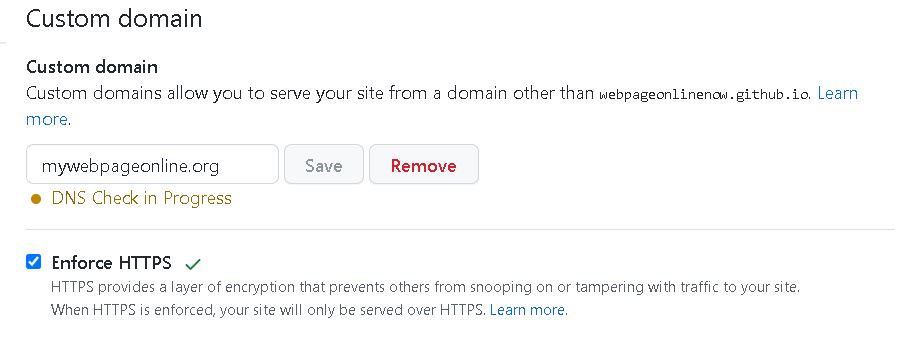 Custom domain
Custom domain
Custom domains allow you to serve your site from a domain other than webpageonlinenow.github.io. Learn
more.
mywebpageonline.org Save Remove
DNS Check in Progress
Enforce HTTPS
HTTPS provides a layer of encryption that prevents others from snooping on or tampering with traffic to your site.
When HTTPS is enforced, your site will only be served over HTTPS. Learn more.